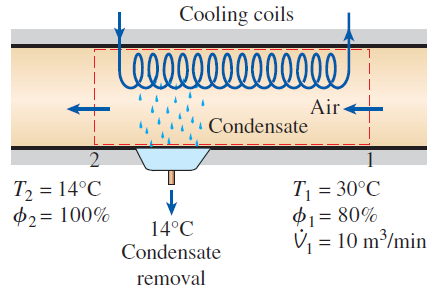 Cooling coils
Air
Condensate
2
1
T₂ = 14°C
ϕ₂ = 100%
T₁ = 30°C
ϕ₁ = 80%
V̇₁ = 10 m³/min
14°C
Condensate
removal